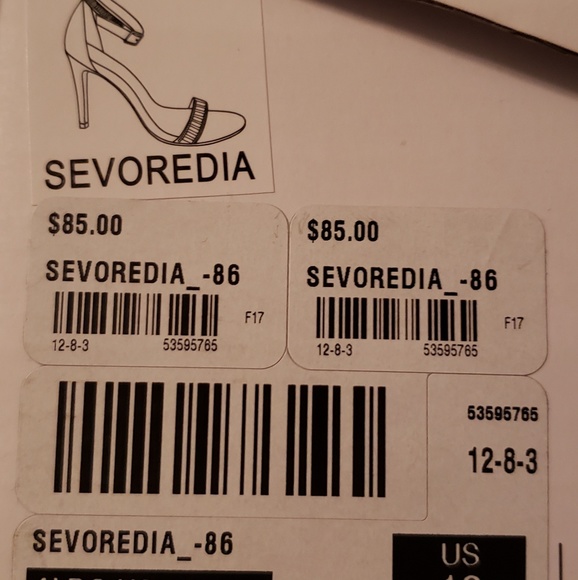 SEVOREDIA
$85.00
SEVOREDIA_-86
F17
12-8-3 53595765
$85.00
SEVOREDIA_-86
F17
12-8-3 53595765
53595765
12-8-3
SEVOREDIA_-86
US